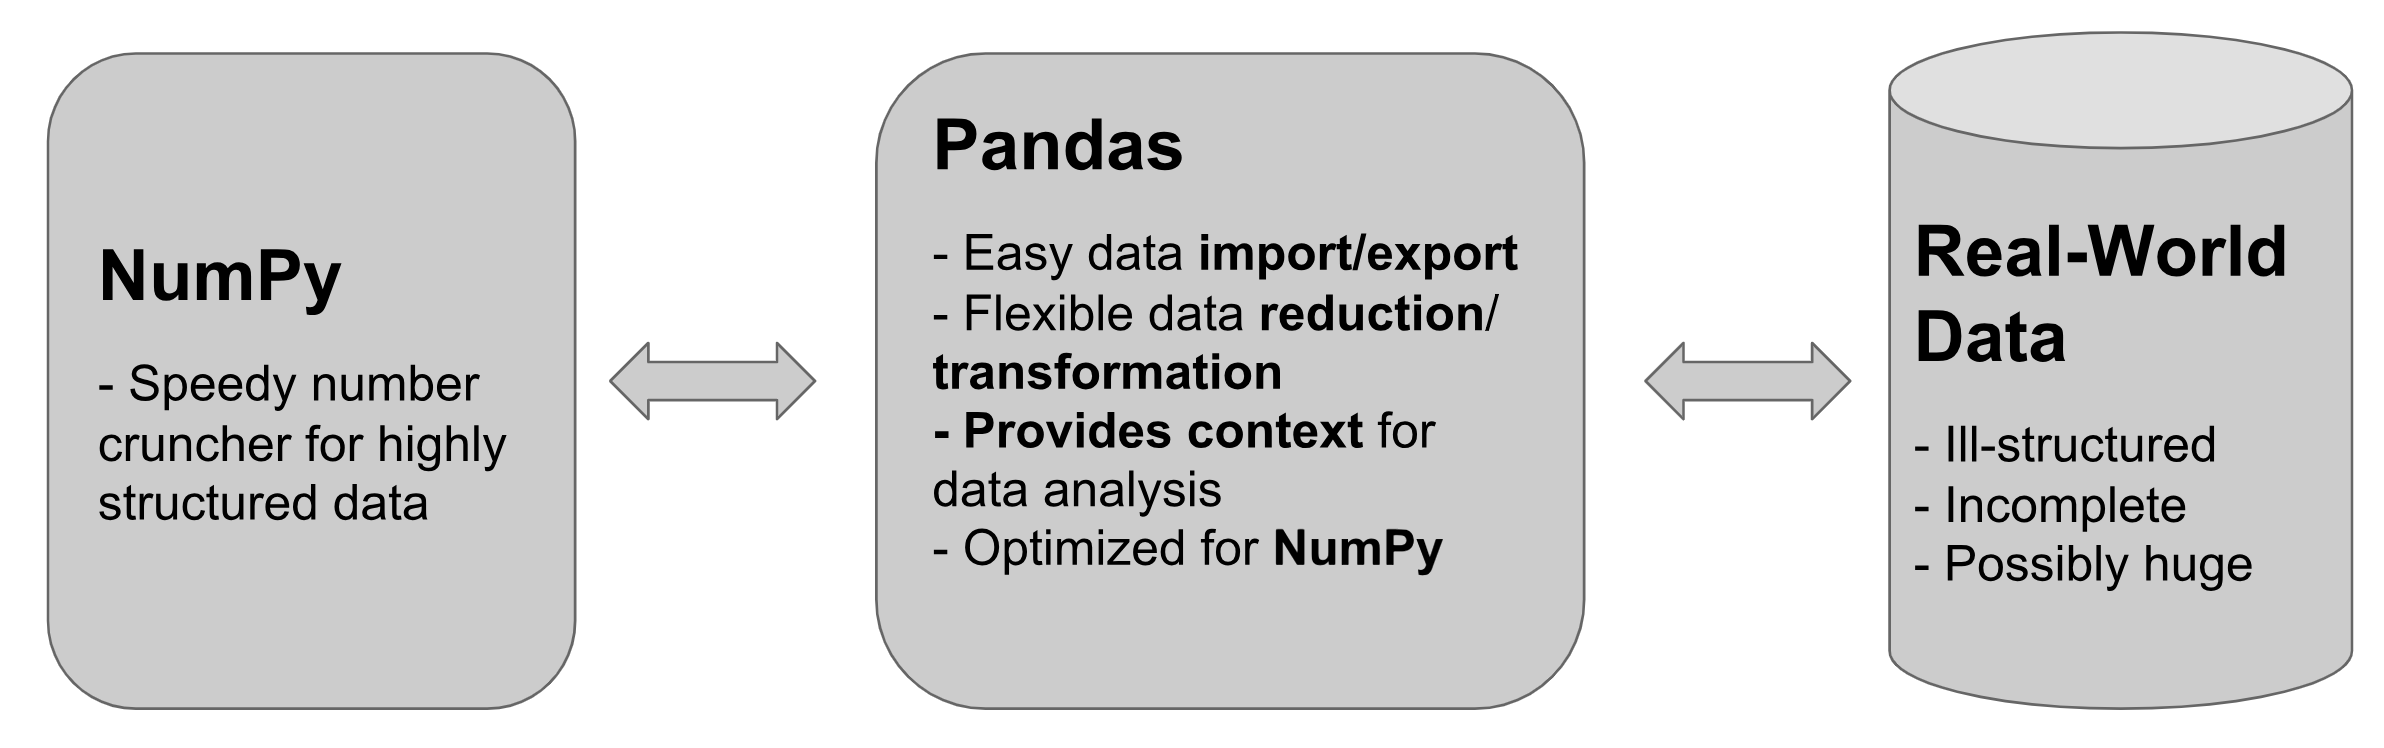 NumPy
- Speedy number
cruncher for highly
structured data
Pandas
- Easy data import/export
- Flexible data reduction/
transformation
- Provides context for
data analysis
- Optimized for NumPy
Real-World
Data
- Ill-structured
- Incomplete
- Possibly huge